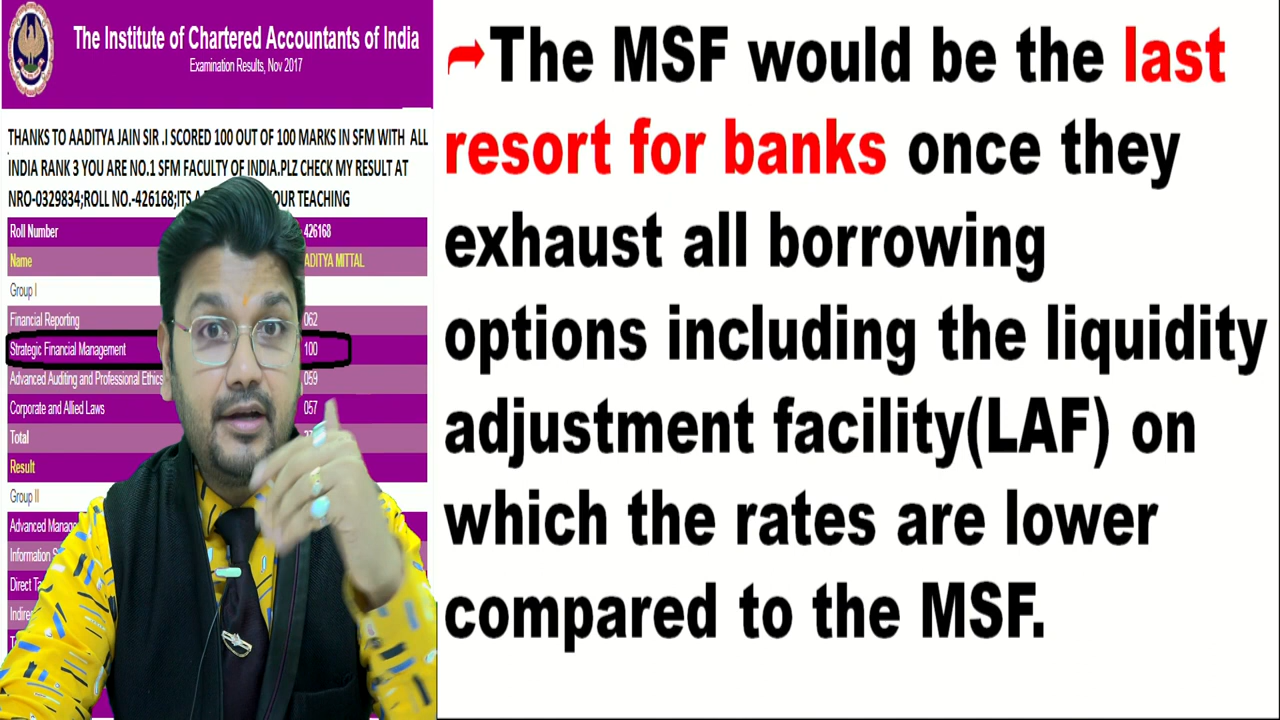 The Institute of Chartered Accountants of India
Examination Results, Nov 2017
THANKS TO AADITYA JAIN SIR .I SCORED 100 OUT OF 100 MARKS IN SFM WITH ALL
INDIA RANK 3 YOU ARE NO.1 SFM FACULTY OF INDIA.PLZ CHECK MY RESULT AT
NRO-0329834;ROLL NO.-426168;ITS A OUR TEACHING
Roll Number 426168
Name ADITYA MITTAL
Group I
Financial Reporting 062
Strategic Financial Management 100
Advanced Auditing and Professional Ethics 059
Corporate and Allied Laws 057
Total
Result
Group II
Advanced
Information
Direct
➦The MSF would be the last
resort for banks once they
exhaust all borrowing
options including the liquidity
adjustment facility(LAF) on
which the rates are lower
compared to the MSF.